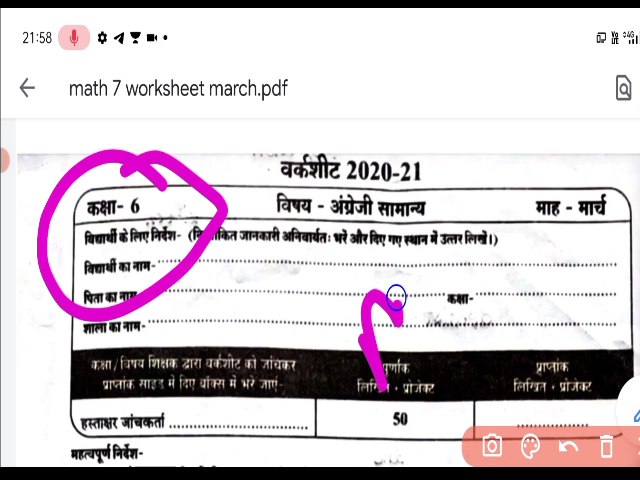 21:58
math 7 worksheet march.pdf
वर्कशीट 2020-21
कक्षा- 6 विषय - अंग्रेजी सामान्य माह - मार्च
विद्यार्थी के लिए निर्देश- ( जानकारी अनिवार्यतः भरे और दिए गए स्थान में उत्तर लिखें।)
विद्यार्थी का नाम-
पिता का नाम कक्षा-
शाला का नाम-
कक्षा/विषय शिक्षक द्वारा वर्कशीट को जांचकर प्राप्तांक
प्राप्तांक साइड में दिए बॉक्स में भरे जाएं- प्रोजेक्ट लिखित + प्रोजेक्ट
हस्ताक्षर जांचकर्ता 50
महत्वपूर्ण निर्देश-